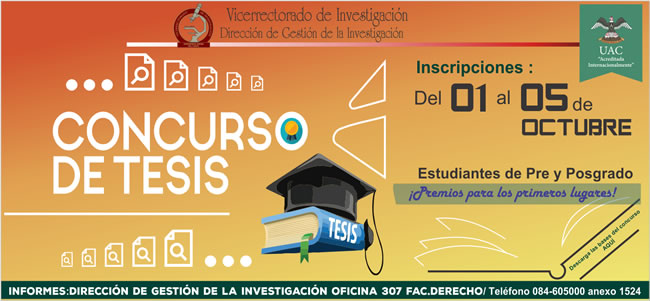 Vicerrectorado de Investigación
Dirección de Gestión de la Investigación
UAC
"Acreditada
Internacionalmente"
Inscripciones :
Del 01 al 05 de
OCTUBRE
CONCURSO
DE TESIS
TESIS
Estudiantes de Pre y Posgrado
¡Premios para los primeros lugares!
Descarga las bases del concurso
AQUÍ
INFORMES:DIRECCIÓN DE GESTIÓN DE LA INVESTIGACIÓN OFICINA 307 FAC.DERECHO/ Teléfono 084-605000 anexo 1524